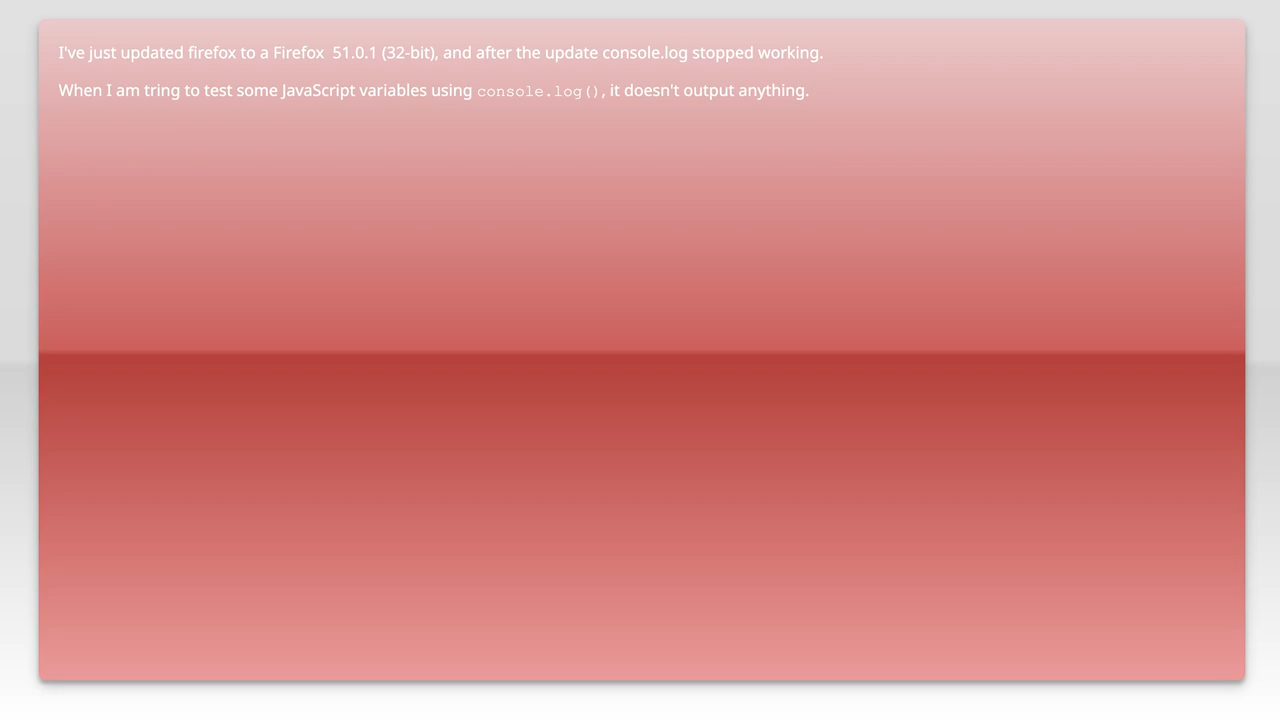 I've just updated firefox to a Firefox  51.0.1 (32-bit), and after the update console.log stopped working.
When I am tring to test some JavaScript variables using console.log(), it doesn't output anything.